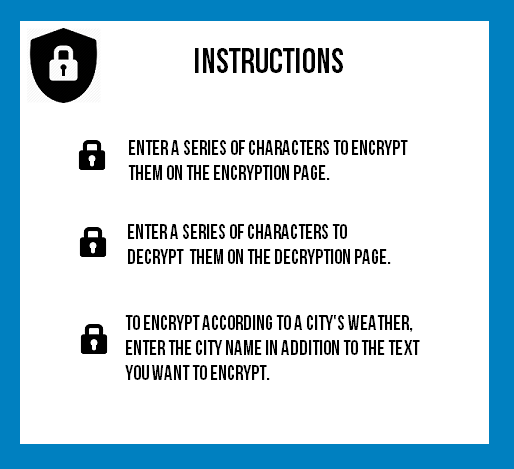 INSTRUCTIONS
ENTER A SERIES OF CHARACTERS TO ENCRYPT
THEM ON THE ENCRYPTION PAGE.
ENTER A SERIES OF CHARACTERS TO
DECRYPT THEM ON THE DECRYPTION PAGE.
TO ENCRYPT ACCORDING TO A CITY'S WEATHER,
ENTER THE CITY NAME IN ADDITION TO THE TEXT
YOU WANT TO ENCRYPT.